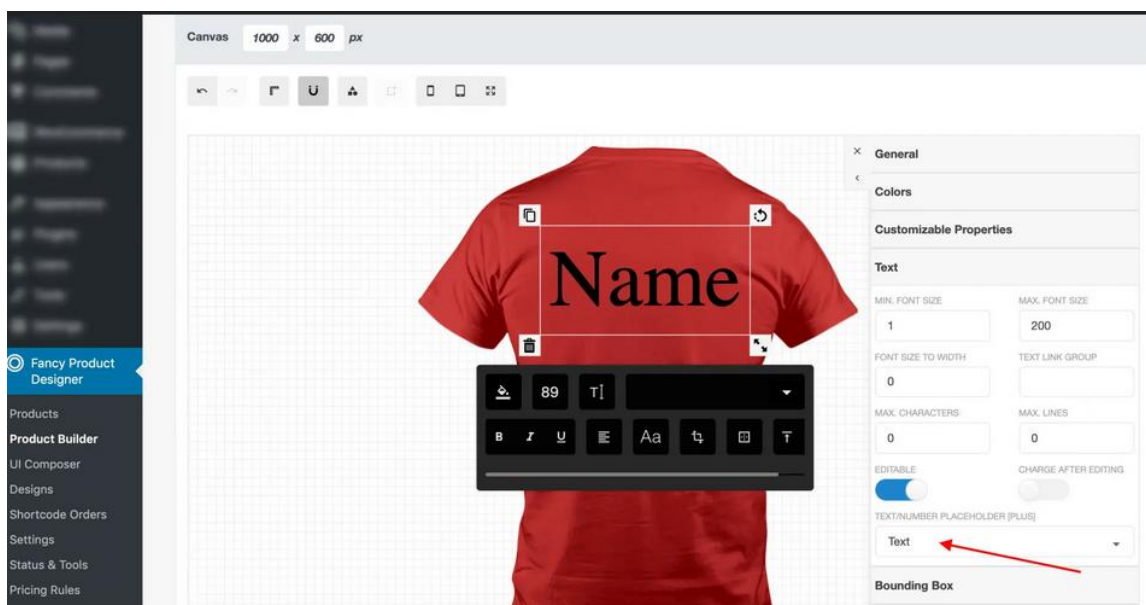 Canvas 1000 x 600 px
General
Colors
Customizable Properties
Text
MIN. FONT SIZE MAX. FONT SIZE
1 200
FONT SIZE TO WIDTH TEXT LINK GROUP
0
MAX. CHARACTERS MAX. LINES
0 0
EDITABLE CHARGE AFTER EDITING
TEXT/NUMBER PLACEHOLDER [PLUS]
Text
Bounding Box
Name
89 T
B I U Aa
Fancy Product
Designer
Products
Product Builder
UI Composer
Designs
Shortcode Orders
Settings
Status & Tools
Pricing Rules